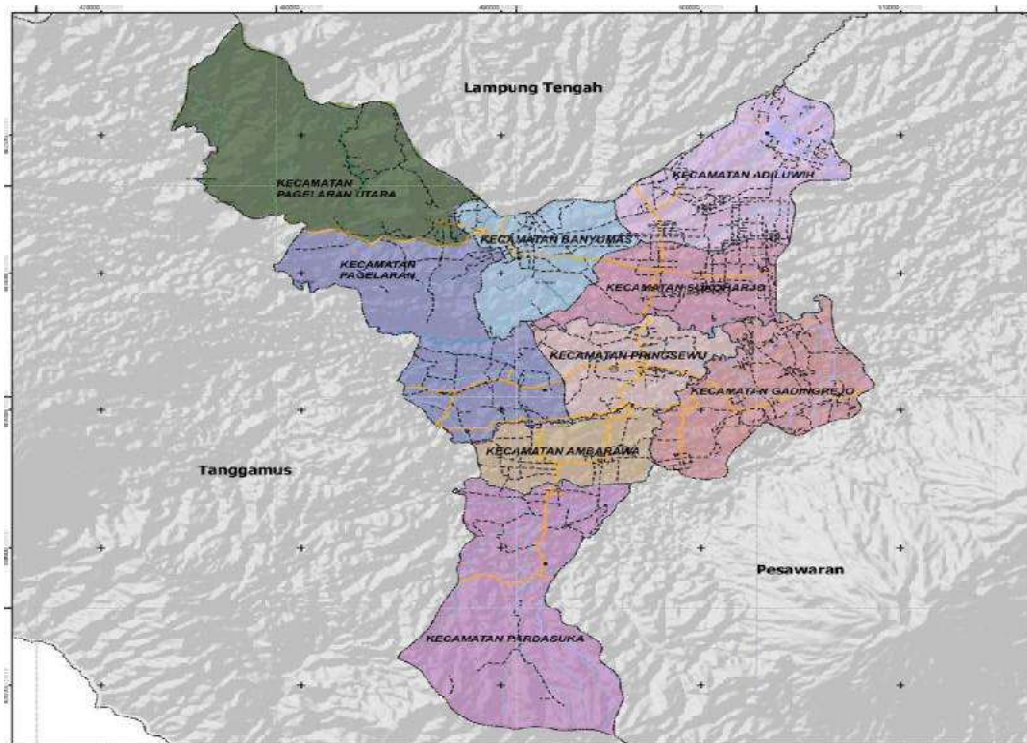 Lampung Tengah
KECAMATAN ADILUWIH
KECAMATAN
PAGELARAN UTARA
KECAMATAN BANYUMAS
KECAMATAN
PAGELARAN
KECAMATAN SUKOHARJO
KECAMATAN PRINGSEWU
KECAMATAN GADINGREJO
KECAMATAN AMBARAWA
Tanggamus
Pesawaran
KECAMATAN PARDASUKA